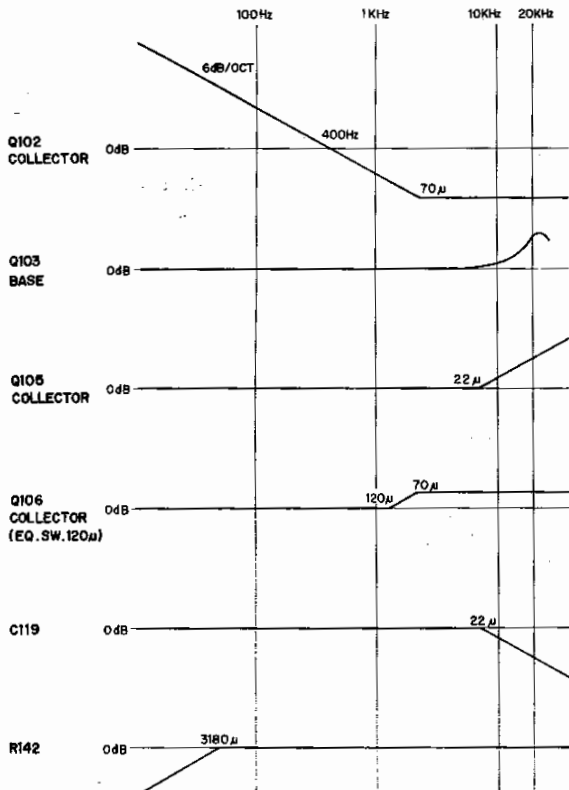 100Hz 1KHz 10KHz 20KHz
6dB/OCT
400Hz
Q102 0dB
COLLECTOR
70μ
Q103 0dB
BASE
22μ
Q105 0dB
COLLECTOR
70μ
120μ
Q106 0dB
COLLECTOR
(EQ.SW.120μ)
C119 0dB
22μ
3180μ
R142 0dB